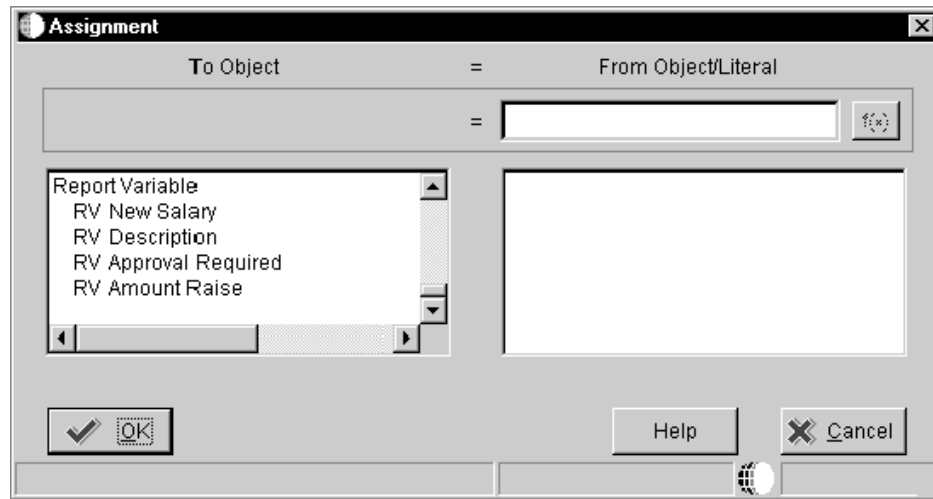 Assignment
To Object = From Object/Literal
= f(x)
Report Variable
RV New Salary
RV Description
RV Approval Required
RV Amount Raise
OK Help Cancel